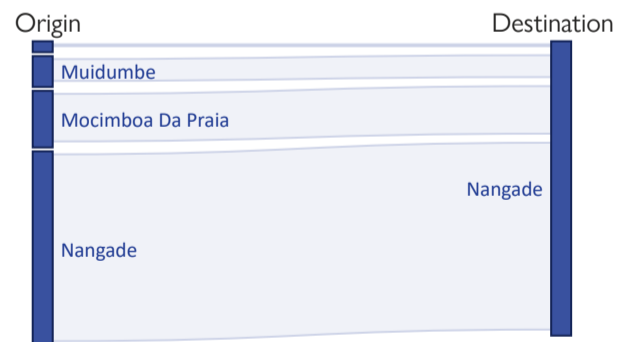 Origin
Destination
Muidumbe
Mocimboa Da Praia
Nangade
Nangade